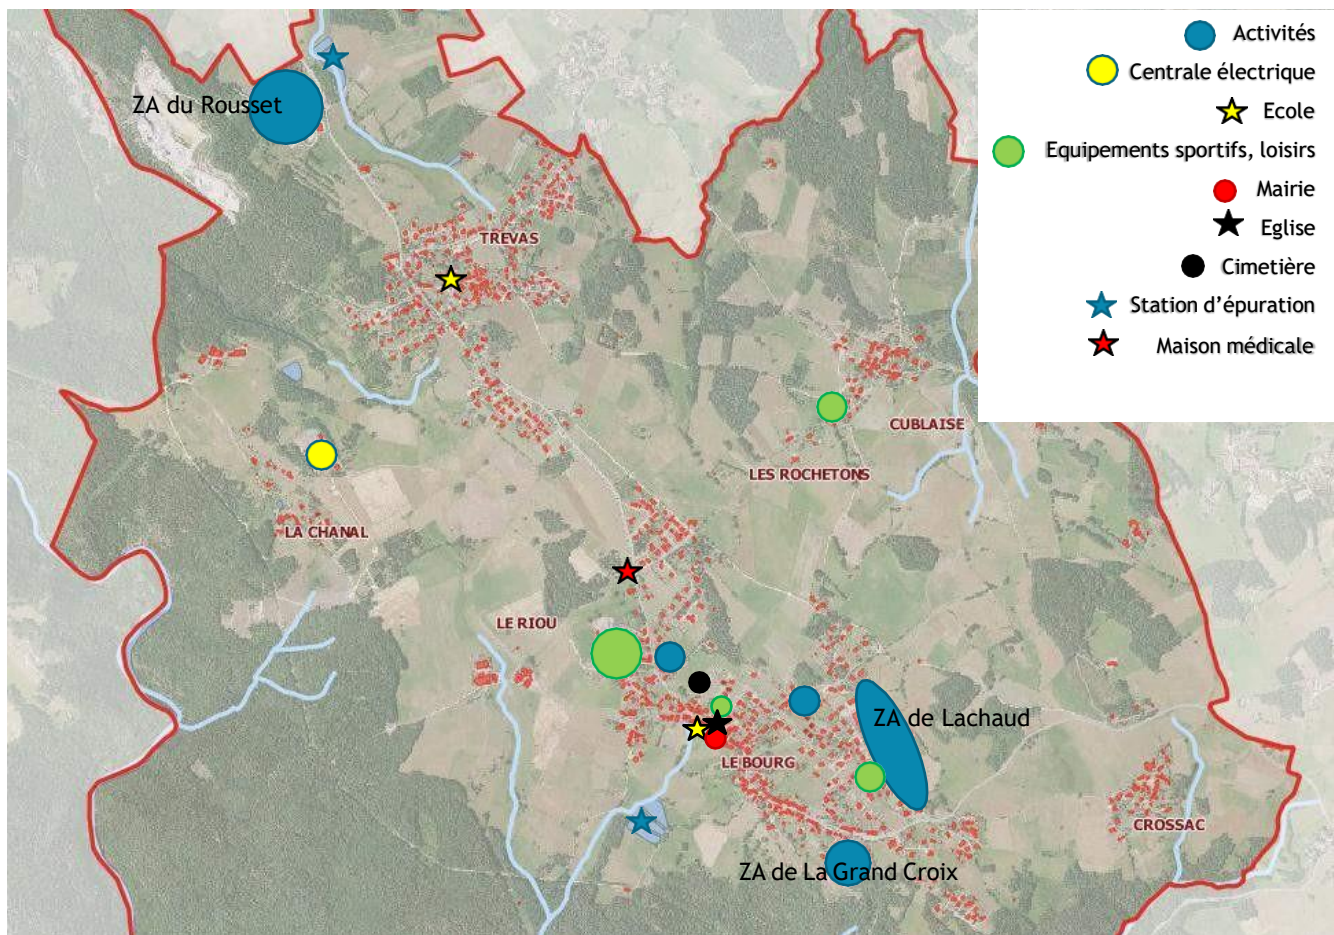 Activités
Centrale électrique
Ecole
Equipements sportifs, loisirs
Mairie
Eglise
Cimetière
Station d'épuration
Maison médicale
ZA du Rousset
TREVAS
CUBLAISE
LES ROCHETONS
LA CHANAL
LE RIOU
ZA de Lachaud
LE BOURG
CROSSAC
ZA de La Grand Croix